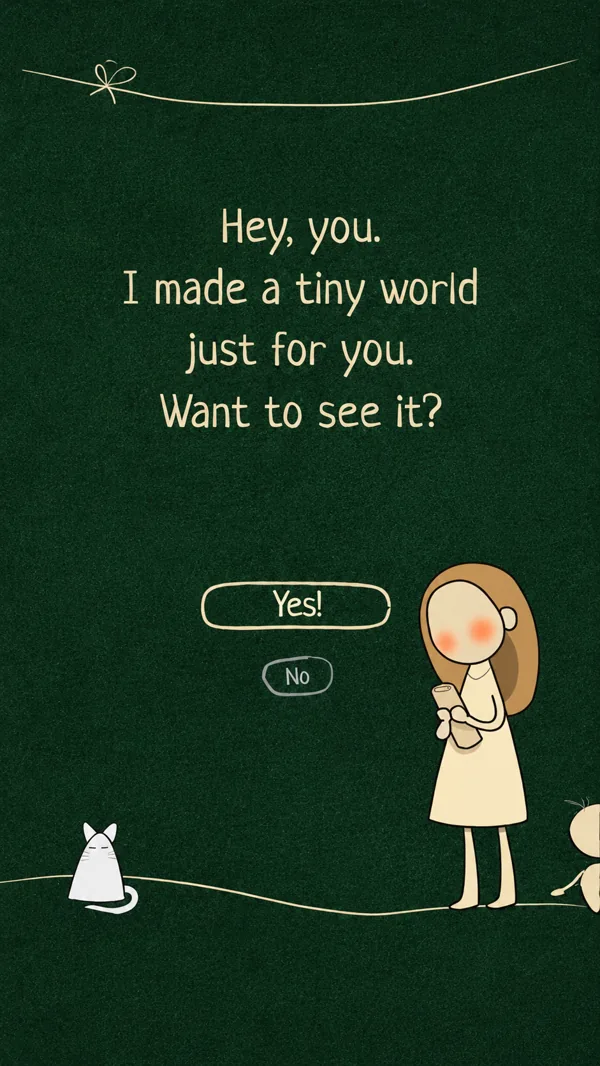 Hey, you.
I made a tiny world
just for you.
Want to see it?
Yes!
No